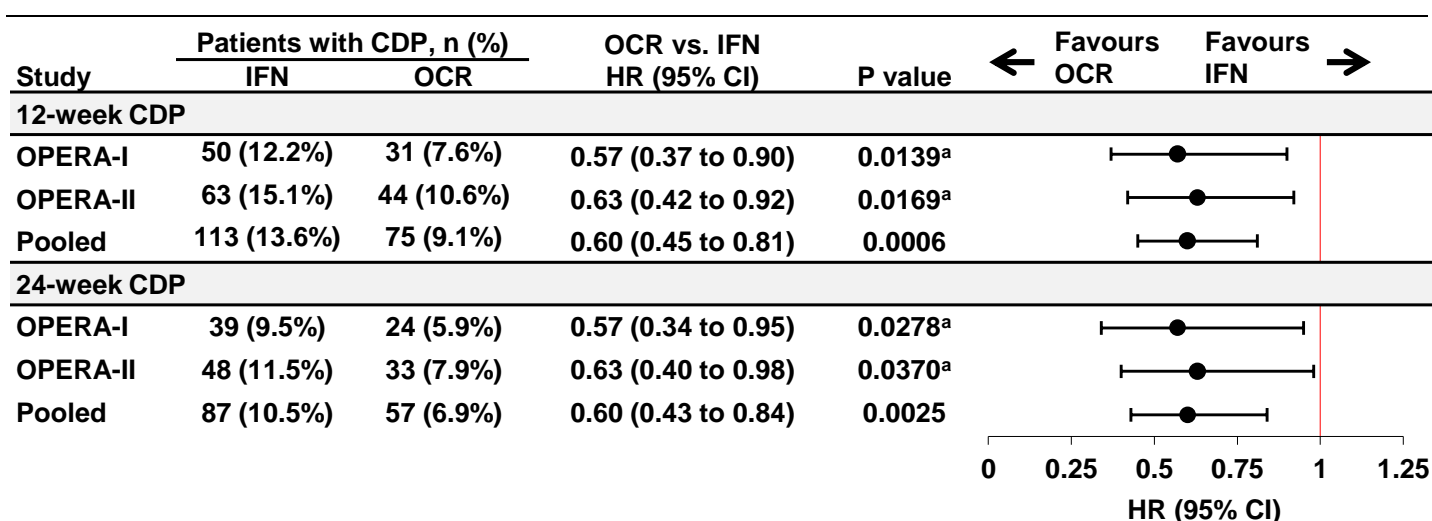 Patients with CDP, n (%) OCR vs. IFN Favours Favours
Study IFN OCR HR (95% CI) P value ← OCR IFN →
12-week CDP
OPERA-I 50 (12.2%) 31 (7.6%) 0.57 (0.37 to 0.90) 0.0139ᵃ
OPERA-II 63 (15.1%) 44 (10.6%) 0.63 (0.42 to 0.92) 0.0169ᵃ
Pooled 113 (13.6%) 75 (9.1%) 0.60 (0.45 to 0.81) 0.0006
24-week CDP
OPERA-I 39 (9.5%) 24 (5.9%) 0.57 (0.34 to 0.95) 0.0278ᵃ
OPERA-II 48 (11.5%) 33 (7.9%) 0.63 (0.40 to 0.98) 0.0370ᵃ
Pooled 87 (10.5%) 57 (6.9%) 0.60 (0.43 to 0.84) 0.0025
0 0.25 0.5 0.75 1 1.25
HR (95% CI)